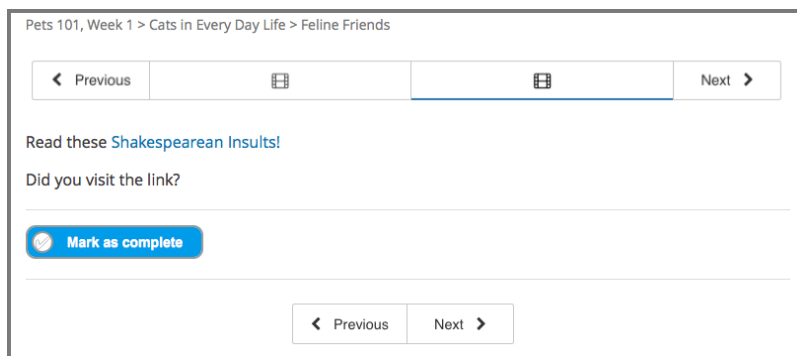 Pets 101, Week 1 > Cats in Every Day Life > Feline Friends
Previous
Next
Read these Shakespearean Insults!
Did you visit the link?
Mark as complete
Previous
Next